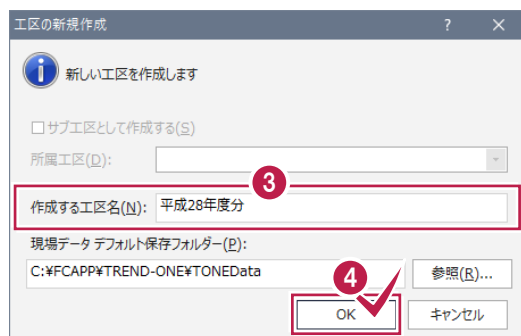 工区の新規作成 ? ×
新しい工区を作成します
サブ工区として作成する(S)
所属工区(D):
3
作成する工区名(N): 平成28年度分
現場データ デフォルト保存フォルダー(P):
C:¥FCAPP¥TREND-ONE¥TONEData 参照(R)...
4
OK キャンセル